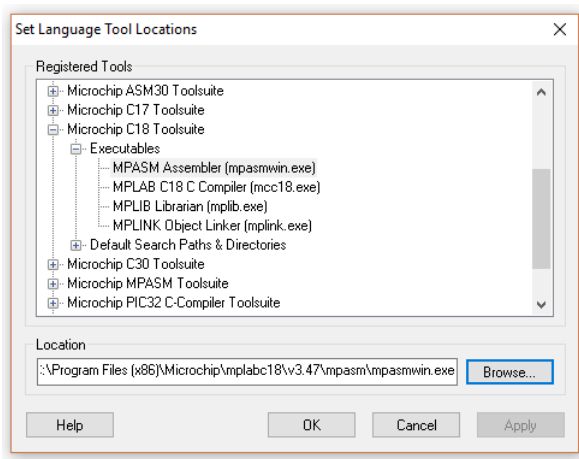 Set Language Tool Locations
Registered Tools
Microchip ASM30 Toolsuite
Microchip C17 Toolsuite
Microchip C18 Toolsuite
Executables
MPASM Assembler (mpasmwin.exe)
MPLAB C18 C Compiler (mcc18.exe)
MPLIB Librarian (mplib.exe)
MPLINK Object Linker (mplink.exe)
Default Search Paths & Directories
Microchip C30 Toolsuite
Microchip MPASM Toolsuite
Microchip PIC32 C-Compiler Toolsuite
Location
:\Program Files (x86)\Microchip\mplabc18\v3.47\mpasm\mpasmwin.exe Browse...
Help OK Cancel Apply